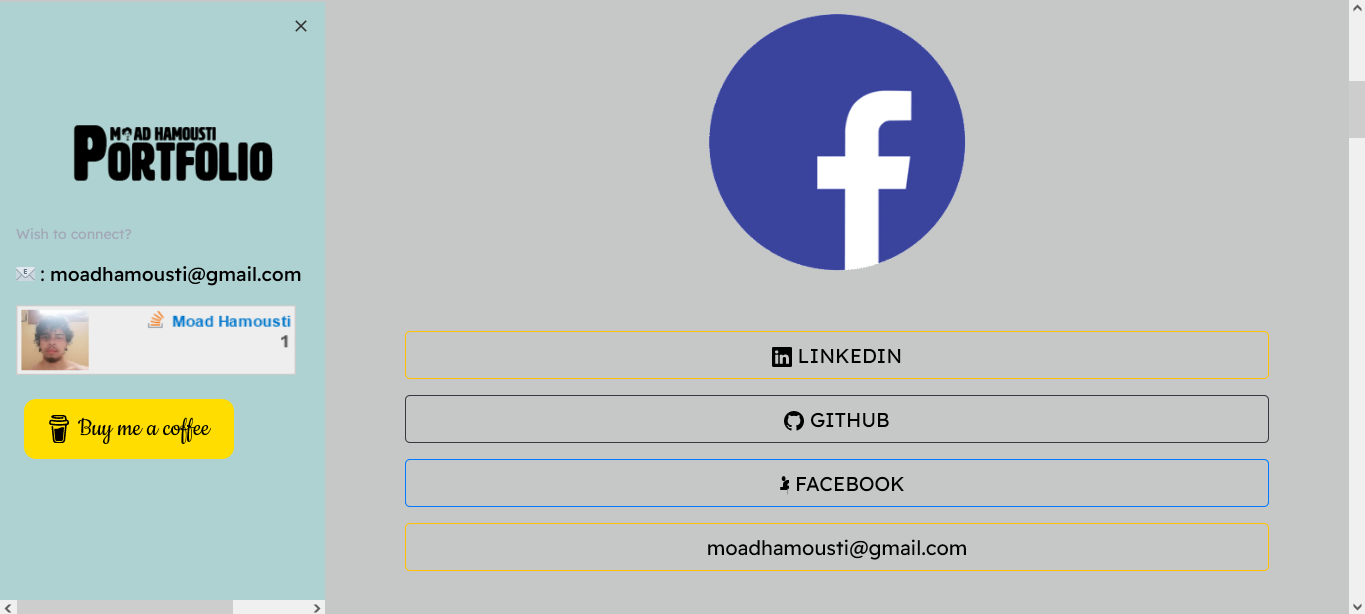 MOAD HAMOUSTI
PORTFOLIO
Wish to connect?
: moadhamousti@gmail.com
Moad Hamousti
1
Buy me a coffee
LINKEDIN
GITHUB
FACEBOOK
moadhamousti@gmail.com